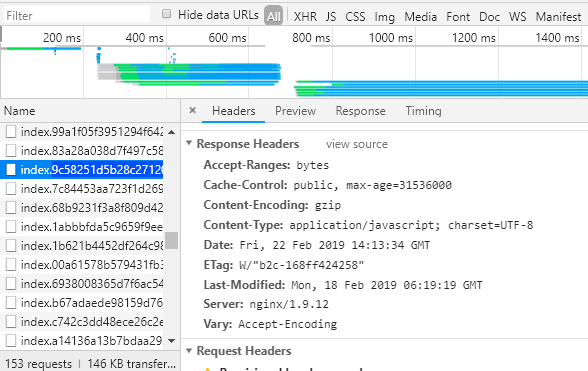 Filter
Hide data URLs All XHR JS CSS Img Media Font Doc WS Manifest
200 ms 400 ms 600 ms 800 ms 1000 ms 1200 ms 1400 ms
Name
× Headers Preview Response Timing
index.99a1f05f3951294f642
index.83a28a038d7f497c58
index.9c58251d5b28c27120
index.7c84453aa723f1d269
index.68b9231f3a8f809d42
index.1abbbfda5c9659f9ee
index.1b621b4452df264c98
index.00a61578b579431fb3
index.6938008365d7f6ac54
index.b67adaede98159d76
index.c742c3dd48ece26c2e
index.a14136a13b7bdaa29
153 requests | 146 KB transfer...
▼ Response Headers view source
Accept-Ranges: bytes
Cache-Control: public, max-age=31536000
Content-Encoding: gzip
Content-Type: application/javascript; charset=UTF-8
Date: Fri, 22 Feb 2019 14:13:34 GMT
ETag: W/"b2c-168ff424258"
Last-Modified: Mon, 18 Feb 2019 06:19:19 GMT
Server: nginx/1.9.12
Vary: Accept-Encoding
▼ Request Headers